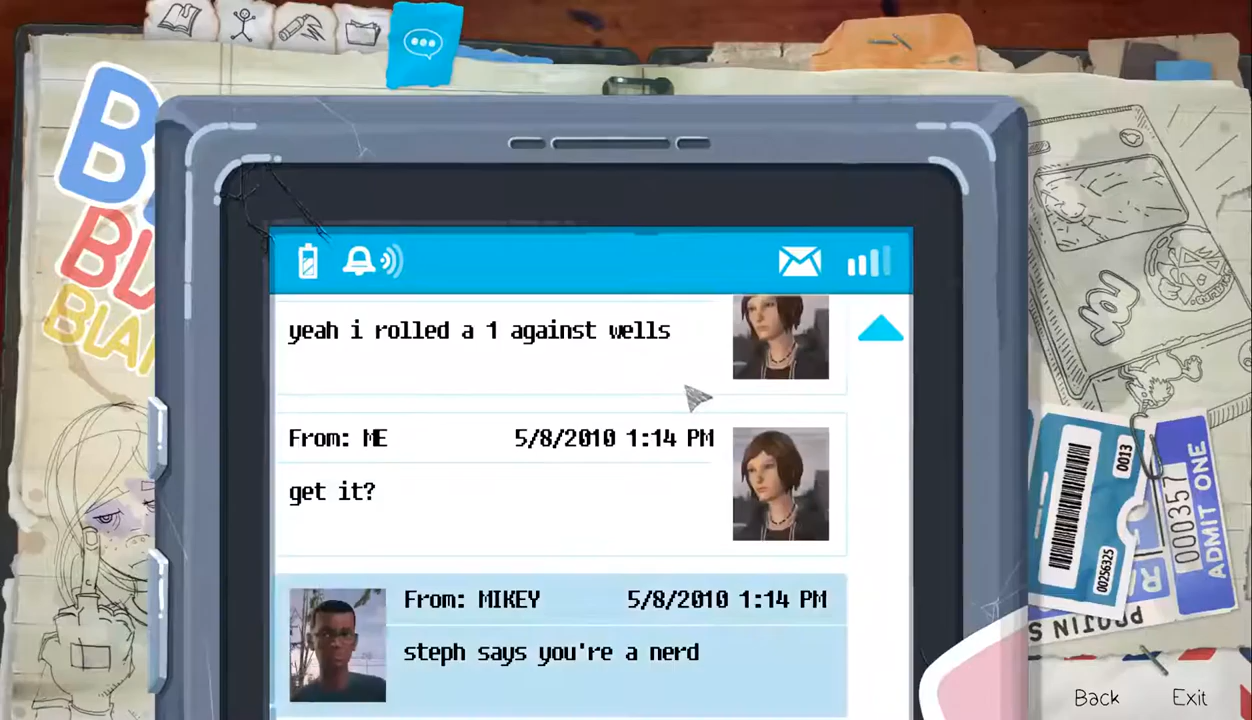 yeah i rolled a 1 against wells
From: ME 5/8/2010 1:14 PM
get it?
From: MIKEY 5/8/2010 1:14 PM
steph says you're a nerd
0013
00256325
000357
ADMIT ONE
Back Exit